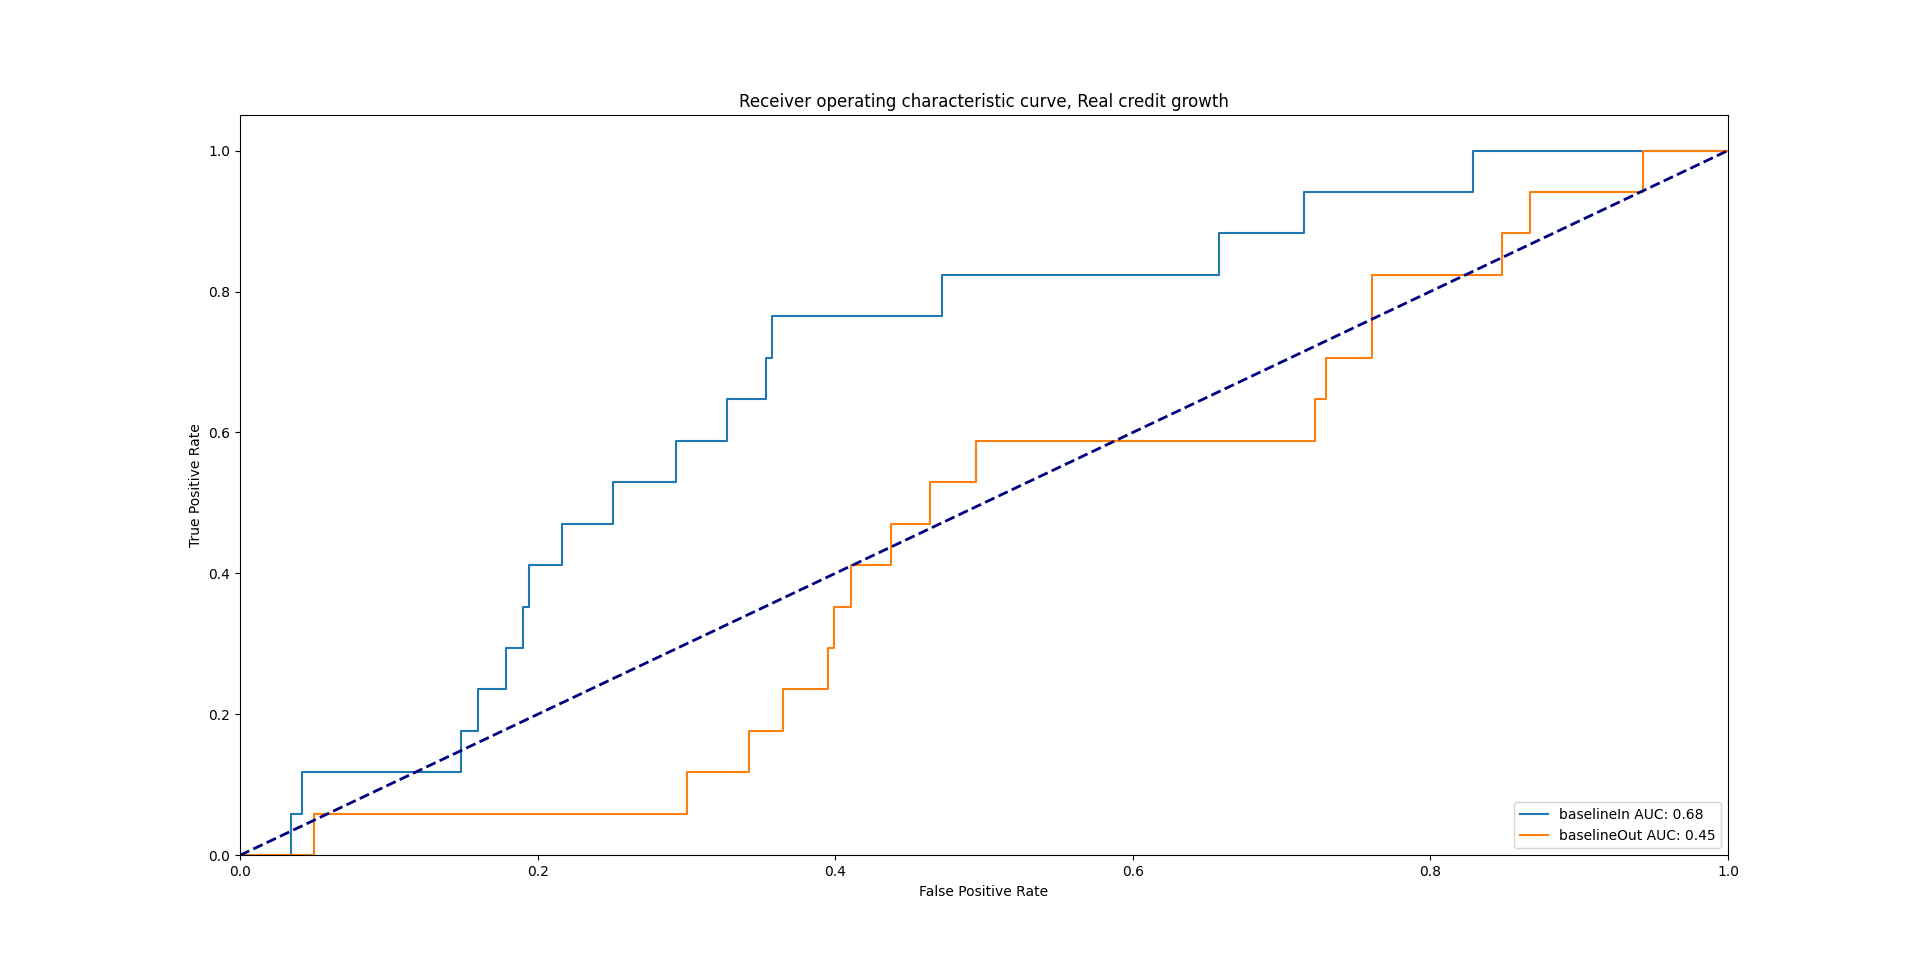 Receiver operating characteristic curve, Real credit growth
1.0
0.8
0.6
0.4
0.2
0.0
True Positive Rate
0.0 0.2 0.4 0.6 0.8 1.0
False Positive Rate
baselineIn AUC: 0.68
baselineOut AUC: 0.45